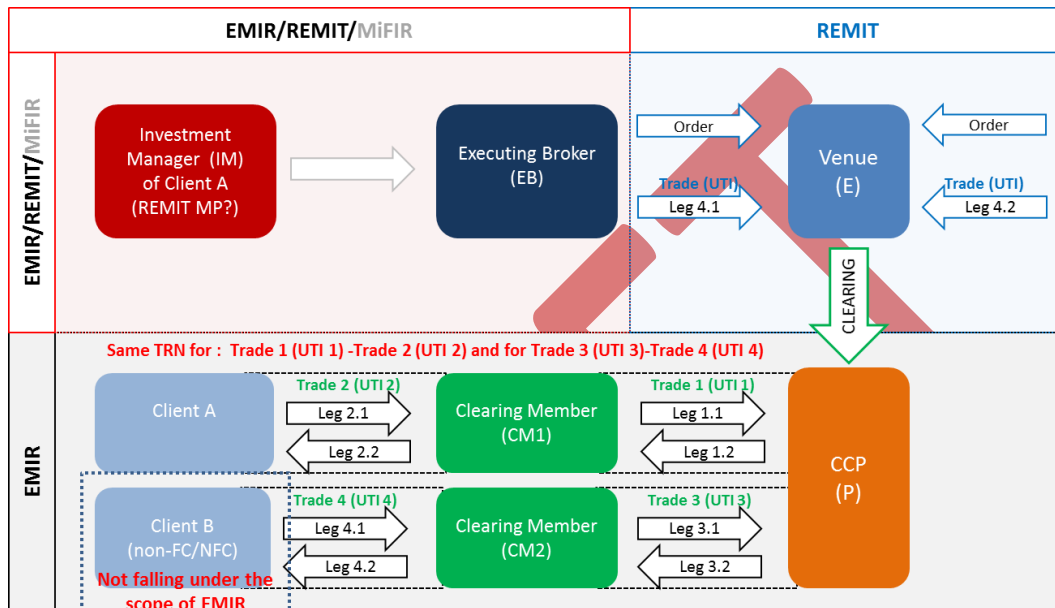 EMIR/REMIT/MiFIR
REMIT
EMIR/REMIT/MiFIR
Investment
Manager (IM)
of Client A
(REMIT MP?)
Executing Broker
(EB)
Order
Trade (UTI)
Leg 4.1
Venue
(E)
Order
Trade (UTI)
Leg 4.2
CLEARING
EMIR
Same TRN for : Trade 1 (UTI 1) -Trade 2 (UTI 2) and for Trade 3 (UTI 3)-Trade 4 (UTI 4)
Client A
Trade 2 (UTI 2)
Leg 2.1
Leg 2.2
Clearing Member
(CM1)
Trade 1 (UTI 1)
Leg 1.1
Leg 1.2
CCP
(P)
Client B
(non-FC/NFC)
Not falling under the
scope of EMIR
Trade 4 (UTI 4)
Leg 4.1
Leg 4.2
Clearing Member
(CM2)
Trade 3 (UTI 3)
Leg 3.1
Leg 3.2